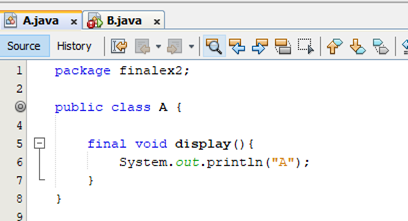 A.java x B.java x
Source History
1 package finalex2;
2
public class A {
4
5 final void display(){
6 System.out.println("A");
7 }
8 }
9